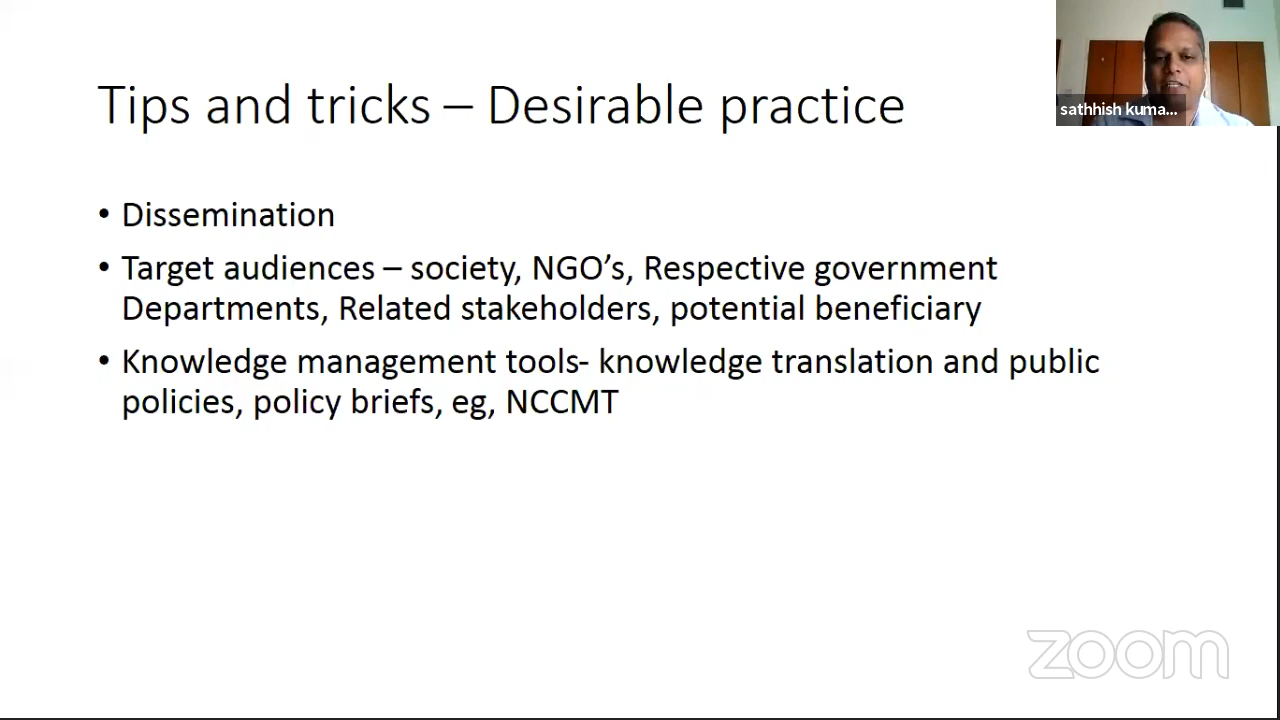 Tips and tricks – Desirable practice
sathhish kuma...
• Dissemination
• Target audiences – society, NGO’s, Respective government
Departments, Related stakeholders, potential beneficiary
• Knowledge management tools- knowledge translation and public
policies, policy briefs, eg, NCCMT
zoom